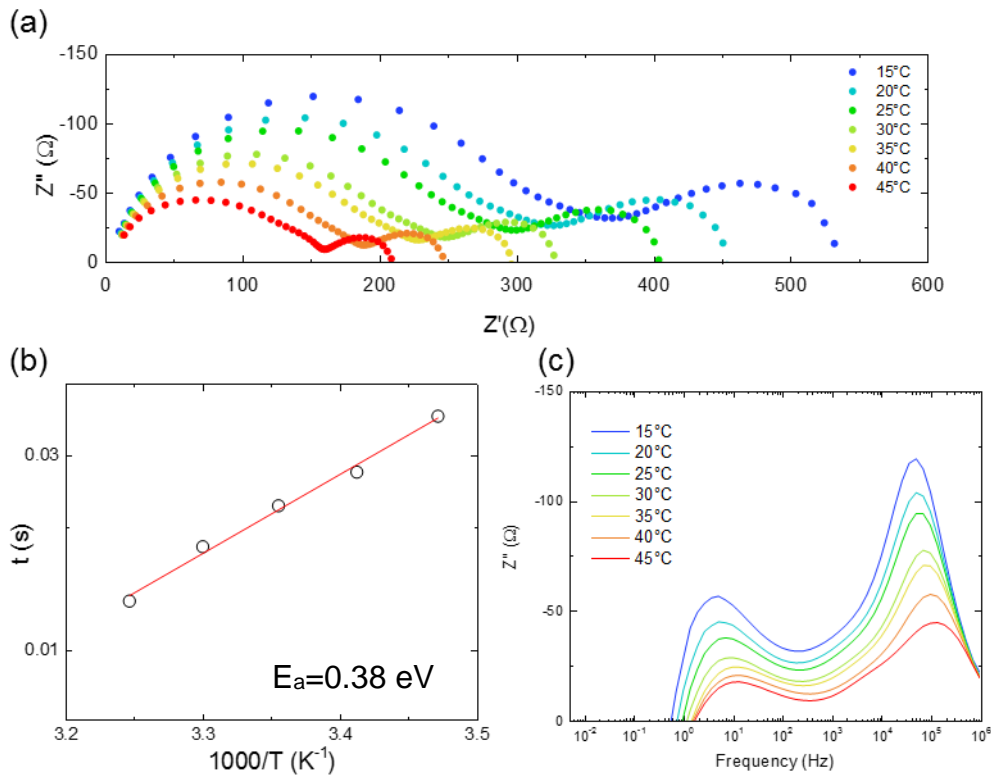 (a)
-150
-100
-50
0
Z'' (Ω)
0 100 200 300 400 500 600
Z'(Ω)
15°C
20°C
25°C
30°C
35°C
40°C
45°C
(b)
0.03
0.01
t (s)
3.2 3.3 3.4 3.5
1000/T (K⁻¹)
Eₐ=0.38 eV
(c)
-150
-100
-50
0
Z'' (Ω)
15°C
20°C
25°C
30°C
35°C
40°C
45°C
10⁻² 10⁻¹ 10⁰ 10¹ 10² 10³ 10⁴ 10⁵ 10⁶
Frequency (Hz)